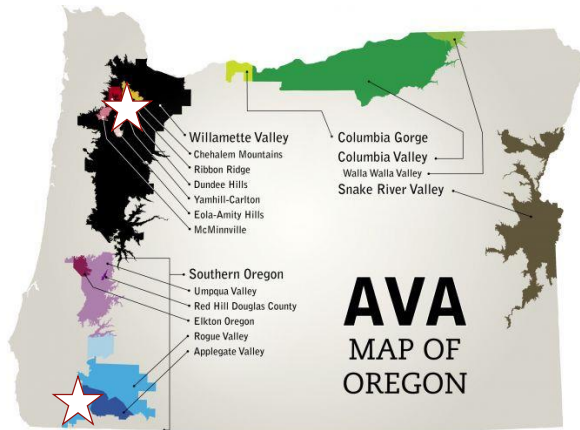 Willamette Valley
Chehalem Mountains
Ribbon Ridge
Dundee Hills
Yamhill-Carlton
Eola-Amity Hills
McMinnville
Columbia Gorge
Columbia Valley
Walla Walla Valley
Snake River Valley
Southern Oregon
Umpqua Valley
Red Hill Douglas County
Elkton Oregon
Rogue Valley
Applegate Valley
AVA
MAP OF
OREGON